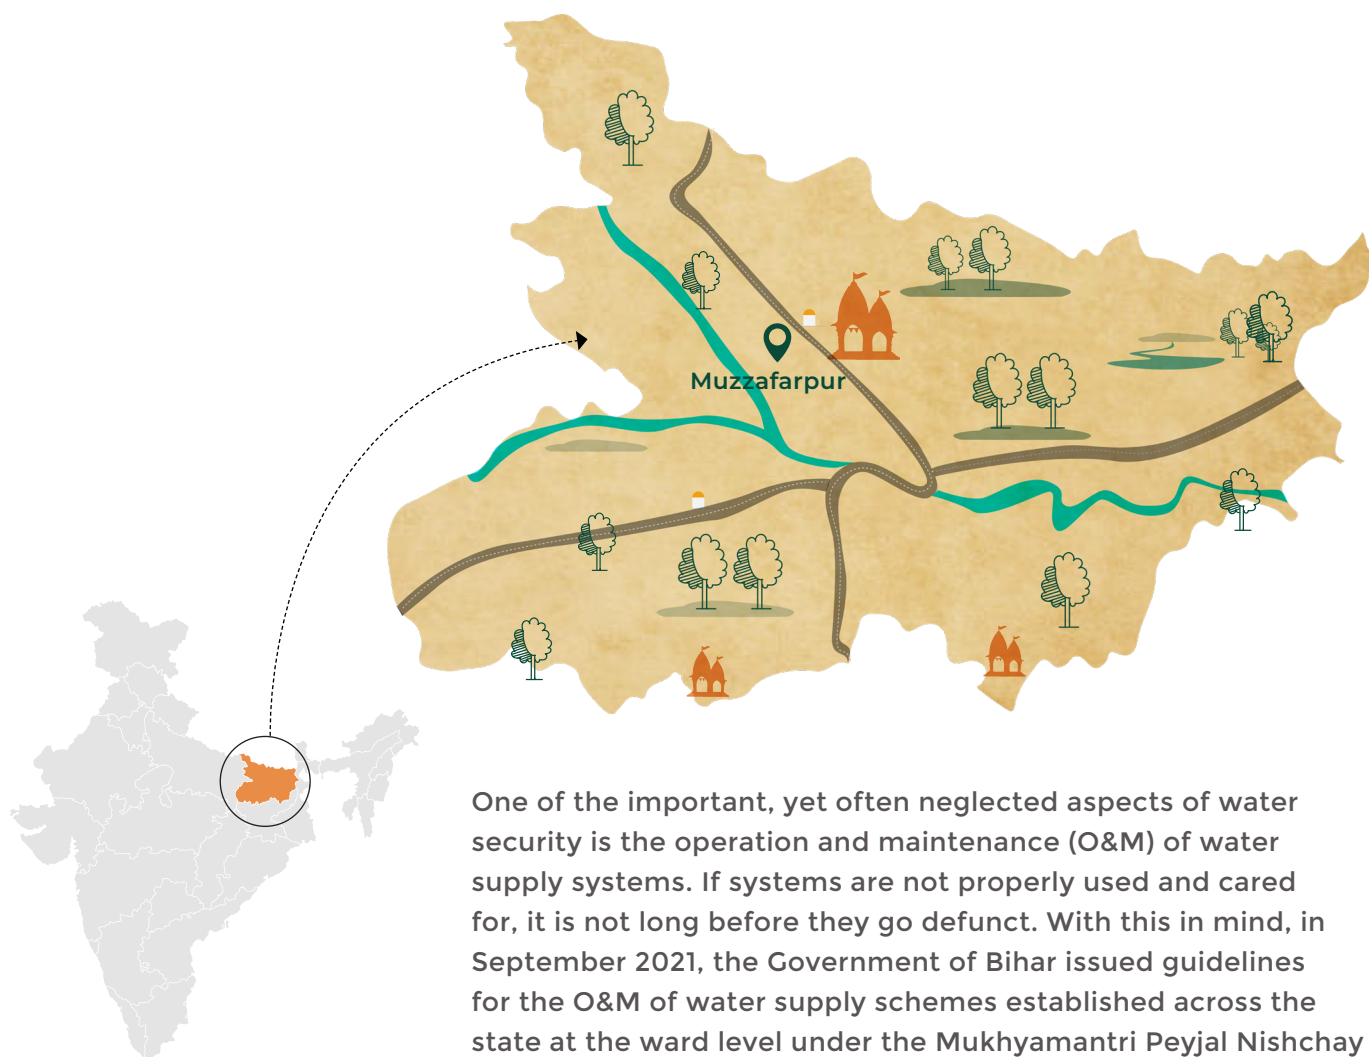 Muzzafarpur
One of the important, yet often neglected aspects of water
security is the operation and maintenance (O&M) of water
supply systems. If systems are not properly used and cared
for, it is not long before they go defunct. With this in mind, in
September 2021, the Government of Bihar issued guidelines
for the O&M of water supply schemes established across the
state at the ward level under the Mukhyamantri Peyjal Nishchay